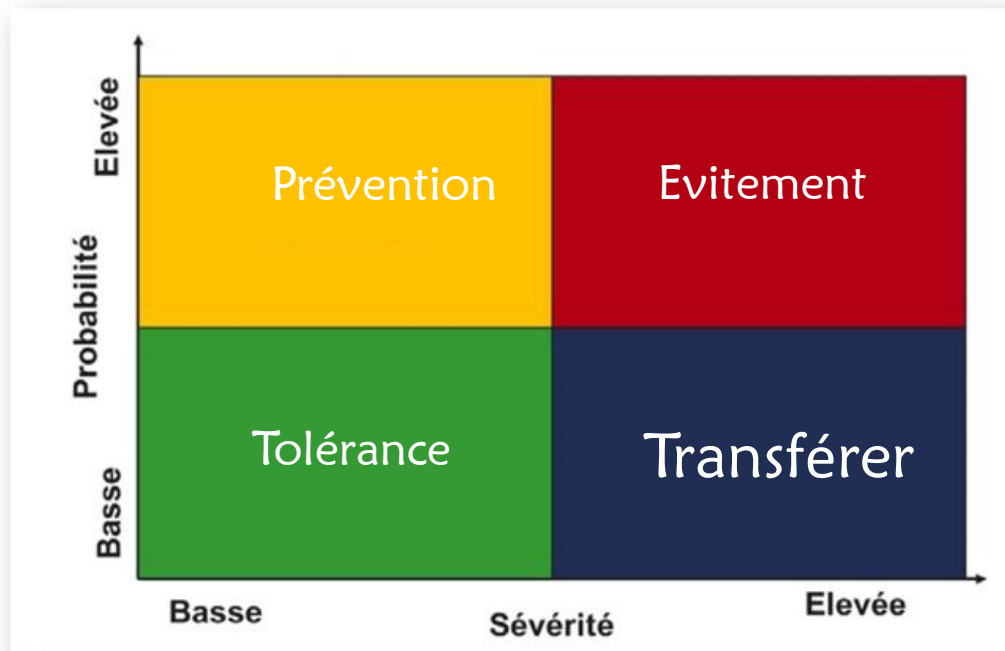 Elevée
Prévention
Evitement
Probabilité
Tolérance
Transférer
Basse
Basse
Sévérité
Elevée